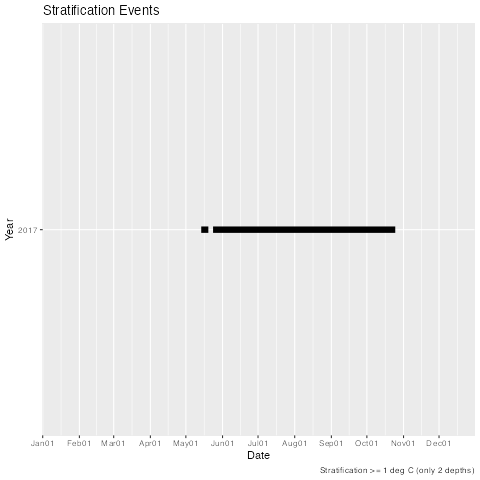 Stratification Events
Year
2017
Jan01 Feb01 Mar01 Apr01 May01 Jun01 Jul01 Aug01 Sep01 Oct01 Nov01 Dec01
Date
Stratification >= 1 deg C (only 2 depths)